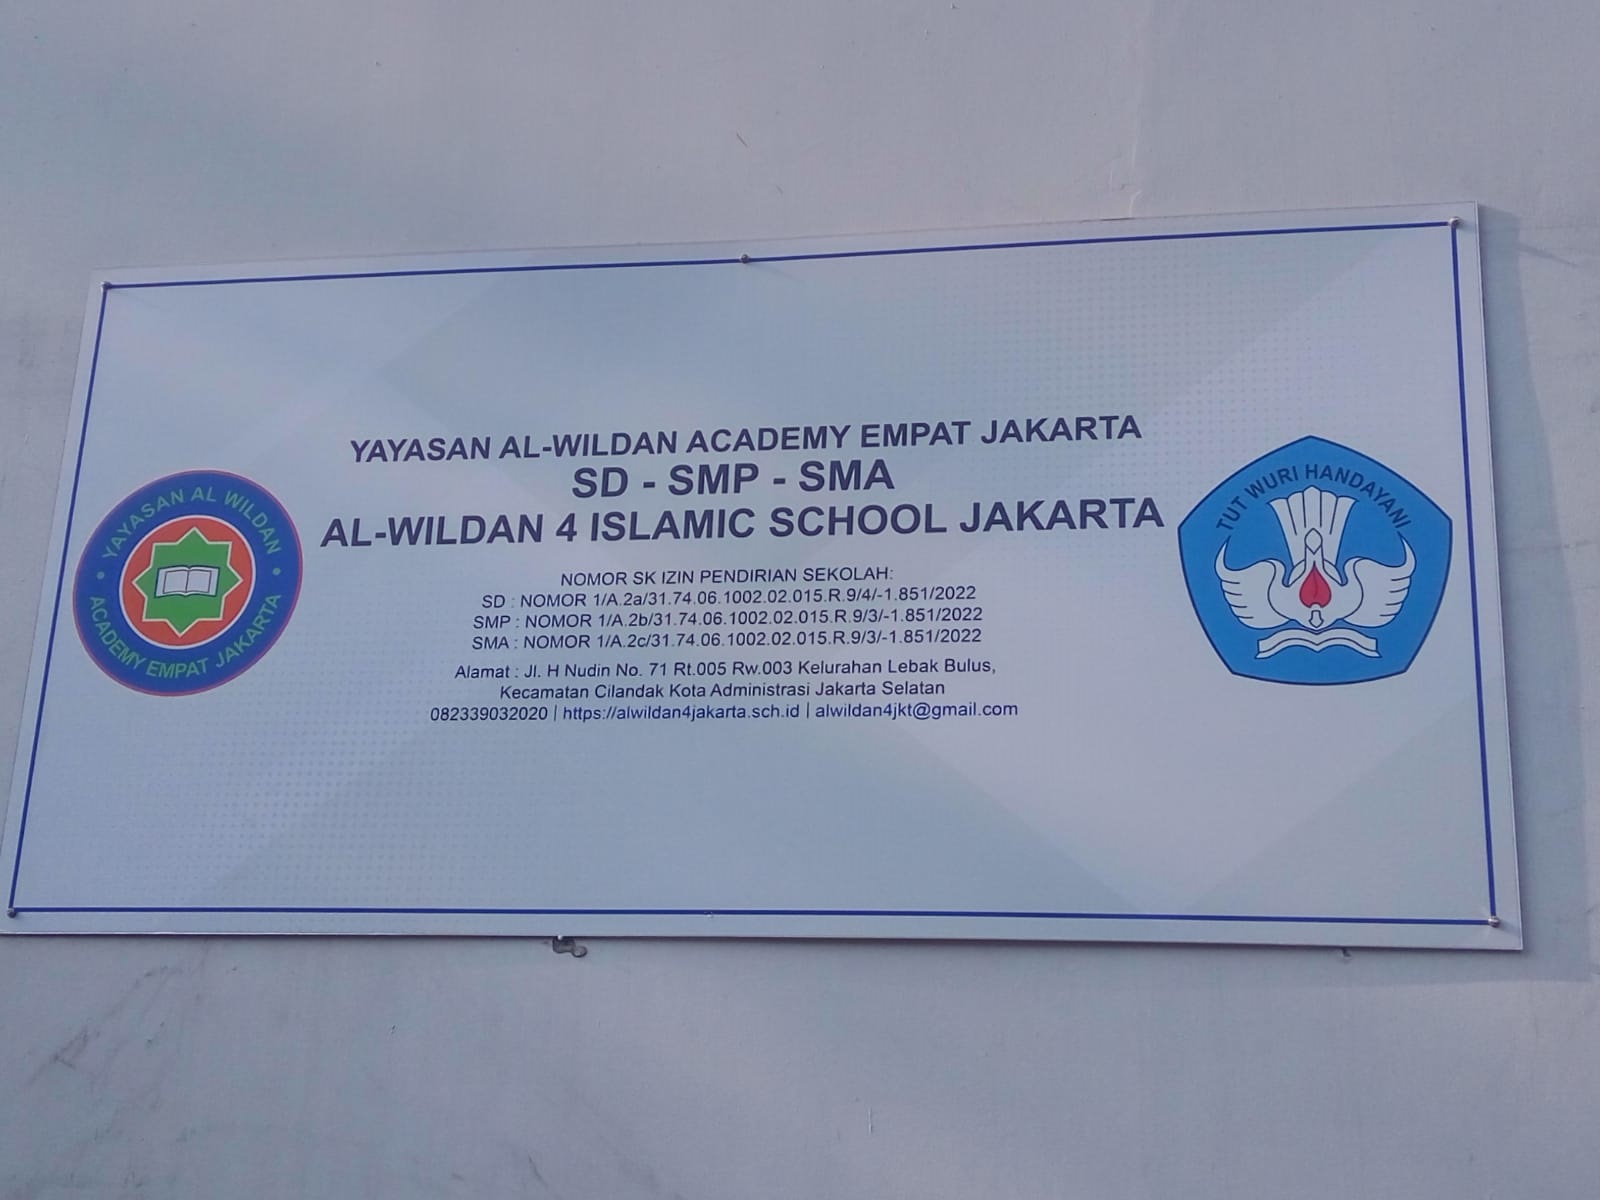 YAYASAN AL-WILDAN ACADEMY EMPAT JAKARTA
SD - SMP - SMA
AL-WILDAN 4 ISLAMIC SCHOOL JAKARTA
NOMOR SK IZIN PENDIRIAN SEKOLAH:
SD : NOMOR 1/A.2a/31.74.06.1002.02.015.R.9/4/-1.851/2022
SMP : NOMOR 1/A.2b/31.74.06.1002.02.015.R.9/3/-1.851/2022
SMA : NOMOR 1/A.2c/31.74.06.1002.02.015.R.9/3/-1.851/2022
Alamat : Jl. H Nudin No. 71 Rt.005 Rw.003 Kelurahan Lebak Bulus,
Kecamatan Cilandak Kota Administrasi Jakarta Selatan
082339032020 | https://alwildan4jakarta.sch.id | alwildan4jkt@gmail.com
YAYASAN AL WILDAN
ACADEMY EMPAT JAKARTA
TUT WURI HANDAYANI